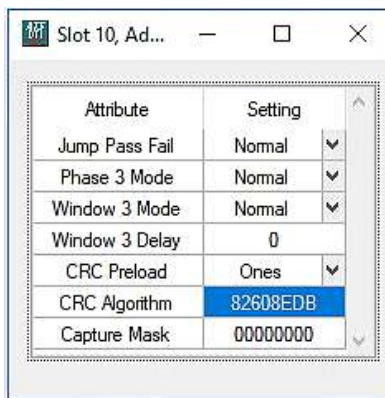 Slot 10, Ad...
Attribute Setting
Jump Pass Fail Normal
Phase 3 Mode Normal
Window 3 Mode Normal
Window 3 Delay 0
CRC Preload Ones
CRC Algorithm 82608EDB
Capture Mask 00000000